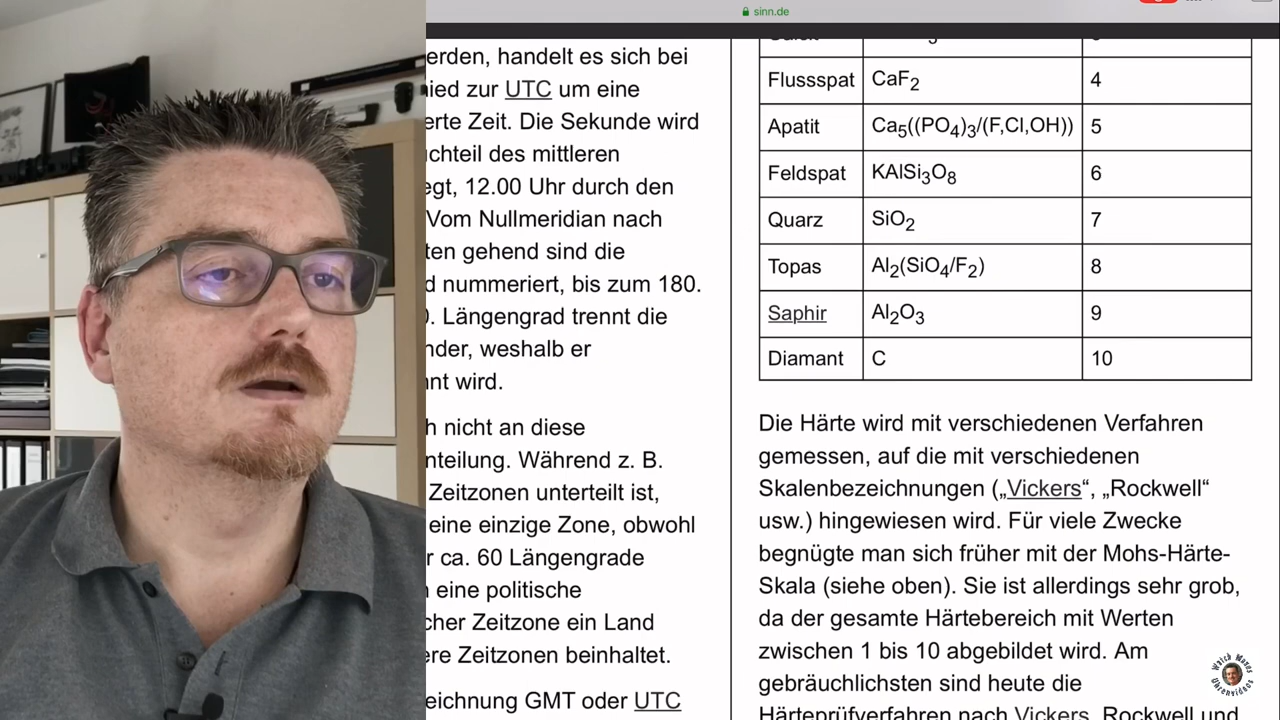 sinn.de
erden, handelt es sich bei
ied zur UTC um eine
erte Zeit. Die Sekunde wird
chteil des mittleren
egt, 12.00 Uhr durch den
Vom Nullmeridian nach
ten gehend sind die
d nummeriert, bis zum 180.
0. Längengrad trennt die
nder, weshalb er
nnt wird.
h nicht an diese
nteilung. Während z. B.
Zeitzonen unterteilt ist,
eine einzige Zone, obwohl
r ca. 60 Längengrade
eine politische
cher Zeitzone ein Land
ere Zeitzonen beinhaltet.
eichnung GMT oder UTC
Flussspat CaF2 4
Apatit Ca5((PO4)3/(F,Cl,OH)) 5
Feldspat KAlSi3O8 6
Quarz SiO2 7
Topas Al2(SiO4/F2) 8
Saphir Al2O3 9
Diamant C 10
Die Härte wird mit verschiedenen Verfahren
gemessen, auf die mit verschiedenen
Skalenbezeichnungen („Vickers“, „Rockwell“
usw.) hingewiesen wird. Für viele Zwecke
begnügte man sich früher mit der Mohs-Härte-
Skala (siehe oben). Sie ist allerdings sehr grob,
da der gesamte Härtebereich mit Werten
zwischen 1 bis 10 abgebildet wird. Am
gebräuchlichsten sind heute die
Härteprüfverfahren nach Vickers, Rockwell und